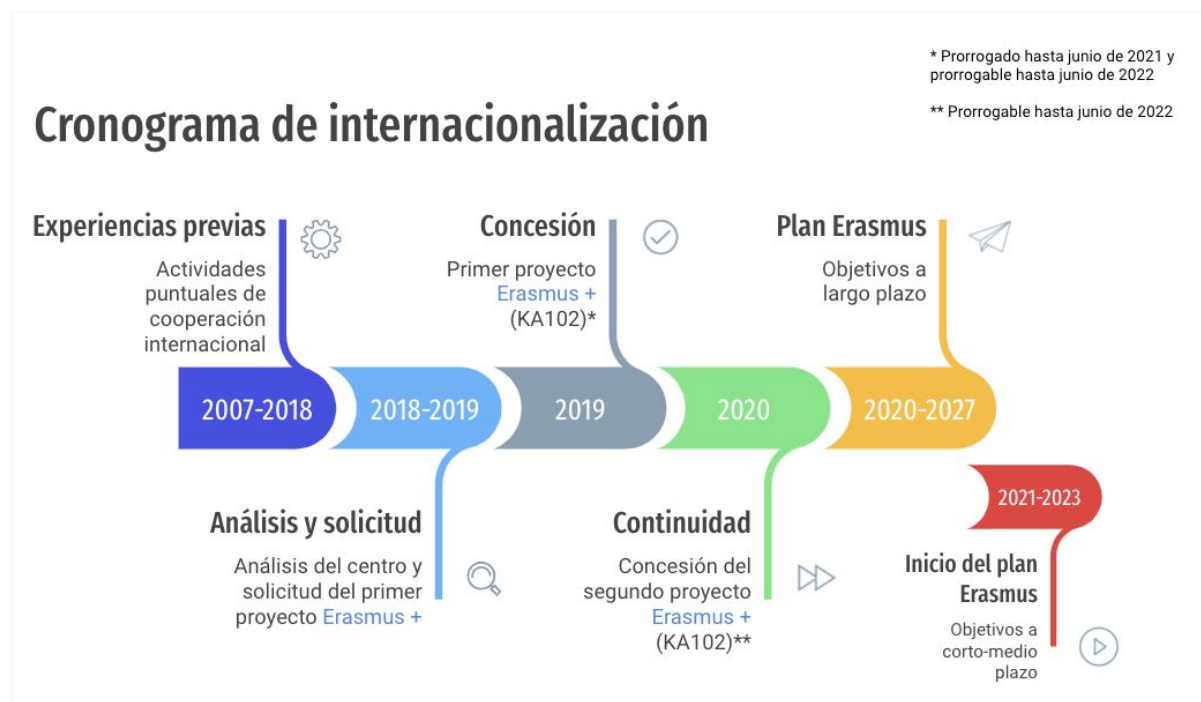 * Prorrogado hasta junio de 2021 y
prorrogable hasta junio de 2022
** Prorrogable hasta junio de 2022
Cronograma de internacionalización
Experiencias previas
Actividades
puntuales de
cooperación
internacional
Concesión
Primer proyecto
Erasmus +
(KA102)*
Plan Erasmus
Objetivos a
largo plazo
2007-2018
2018-2019
2019
2020
2020-2027
2021-2023
Análisis y solicitud
Análisis del centro y
solicitud del primer
proyecto Erasmus +
Continuidad
Concesión del
segundo proyecto
Erasmus +
(KA102)**
Inicio del plan
Erasmus
Objetivos a
corto-medio
plazo